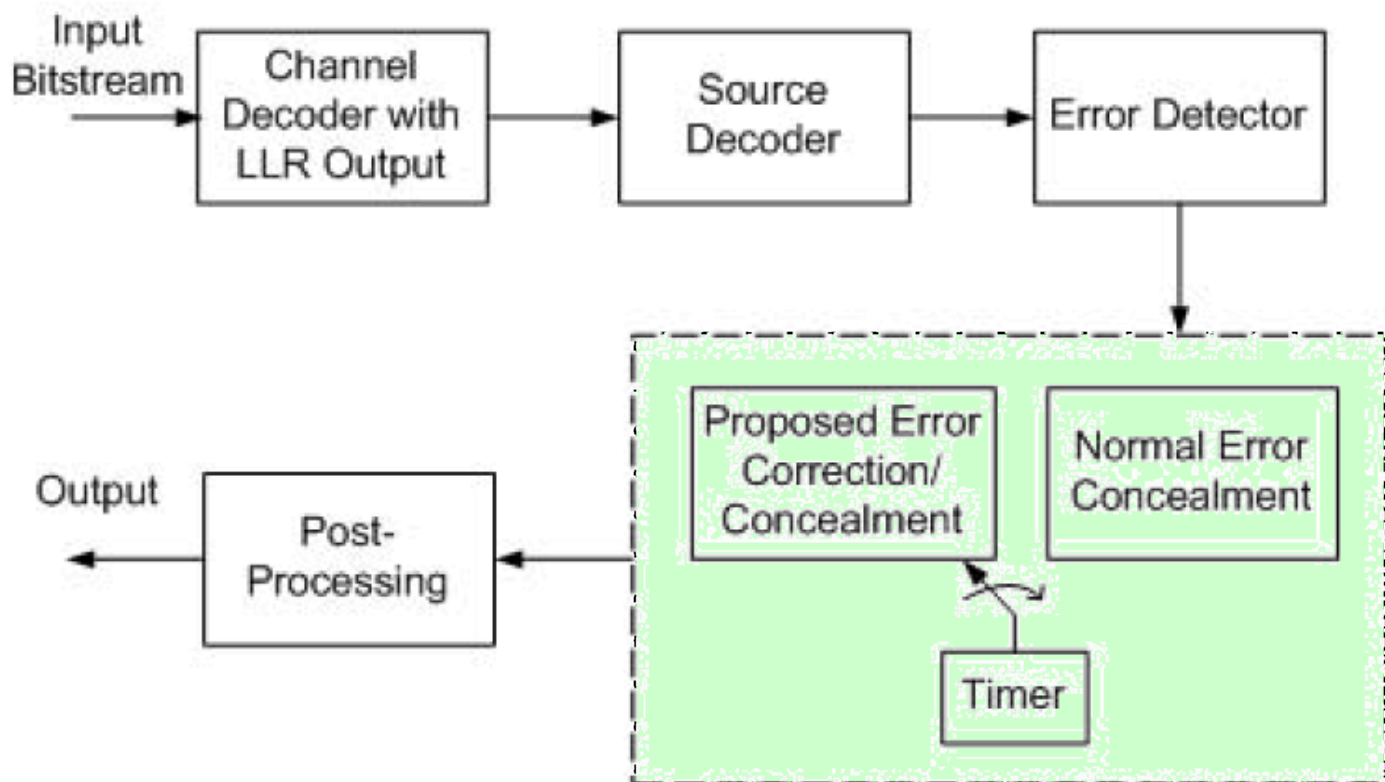 Input
Bitstream
Channel
Decoder with
LLR Output
Source
Decoder
Error Detector
Proposed Error
Correction/
Concealment
Normal Error
Concealment
Timer
Post-
Processing
Output